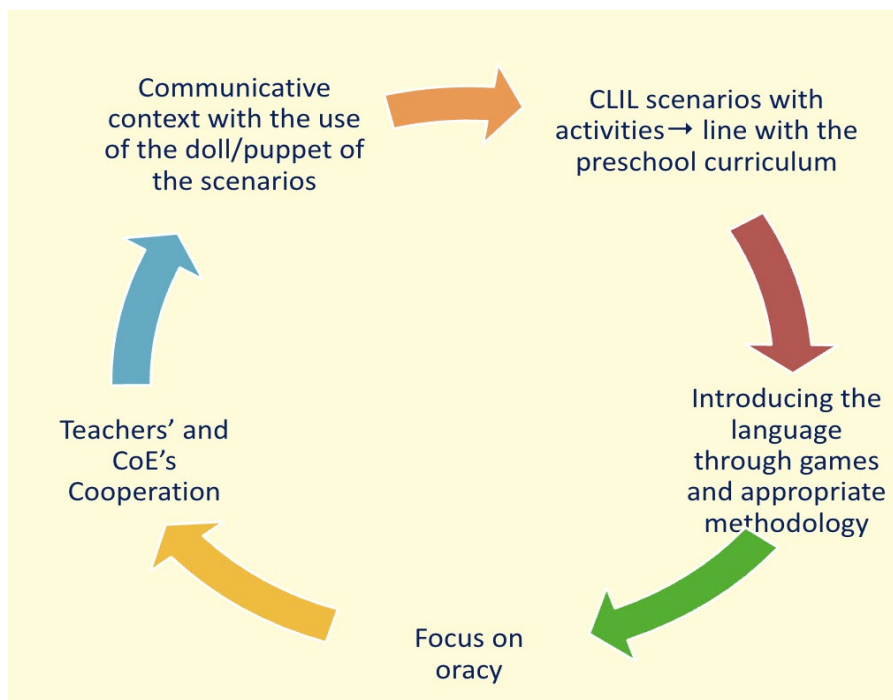 Communicative
context with the use
of the doll/puppet of
the scenarios
CLIL scenarios with
activities→ line with the
preschool curriculum
Introducing the
language
through games
and appropriate
methodology
Focus on
oracy
Teachers’ and
CoE’s
Cooperation